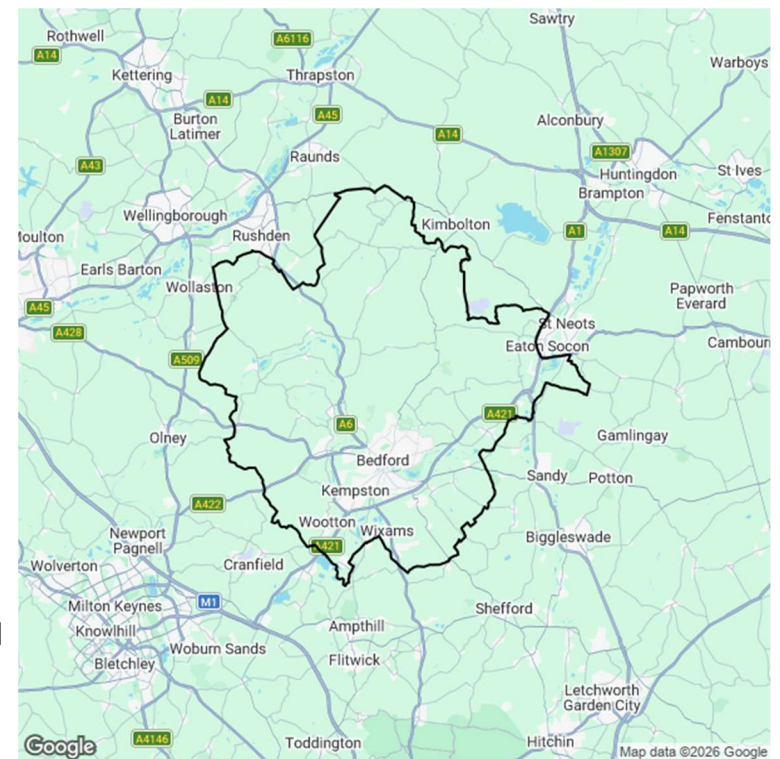 Sawtry
Rothwell
A6116
A14
Kettering
Thrapston
Warboys
A14
Burton
Latimer
A45
Alconbury
A14
A1307
Raunds
A43
Huntingdon
St Ives
Brampton
Wellingborough
Kimbolton
Fenstant
Rushden
A1
A14
Moulton
Earls Barton
Wollaston
Papworth
Everard
A45
St Neots
A428
Eaton Socon
Cambour
A509
A421
A6
Olney
Gamlingay
Bedford
Sandy
Potton
Kempston
A422
Wootton
Wixams
Newport
Pagnell
Biggleswade
A421
Wolverton
Cranfield
M1
Milton Keynes
Shefford
Knowlhill
Ampthill
Woburn Sands
Bletchley
Flitwick
Letchworth
Garden City
A4146
Toddington
Hitchin
Google
Map data ©2026 Google